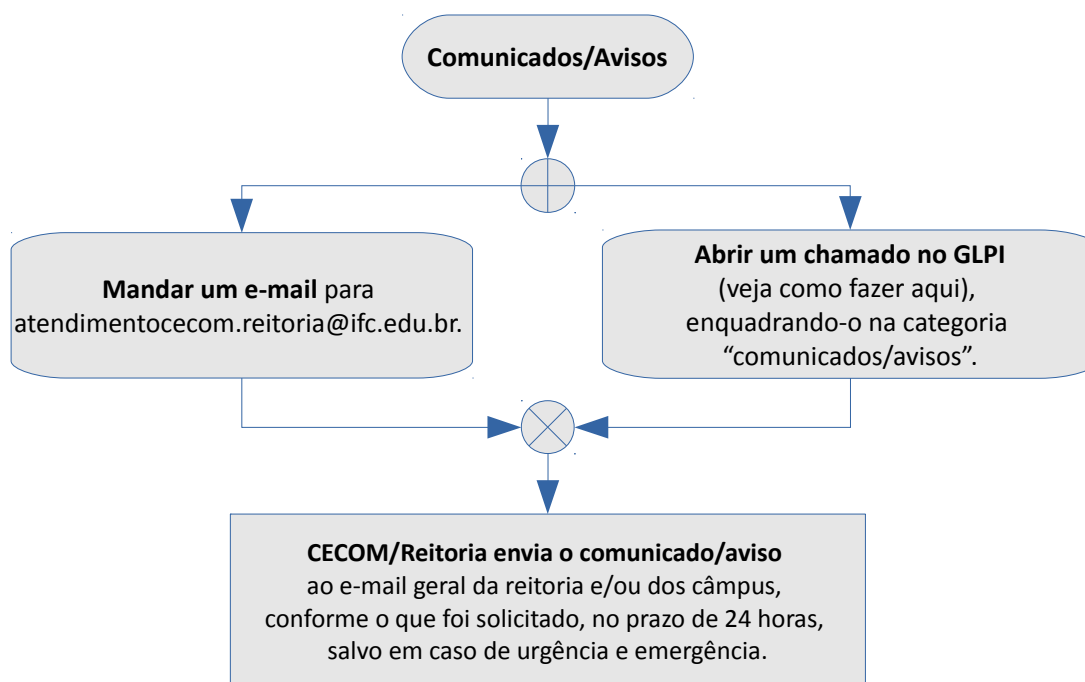 Comunicados/Avisos
Mandar um e-mail para
atendimentocecom.reitoria@ifc.edu.br.
Abrir um chamado no GLPI
(veja como fazer aqui),
enquadrando-o na categoria
“comunicados/avisos”.
CECOM/Reitoria envia o comunicado/aviso
ao e-mail geral da reitoria e/ou dos câmpus,
conforme o que foi solicitado, no prazo de 24 horas,
salvo em caso de urgência e emergência.